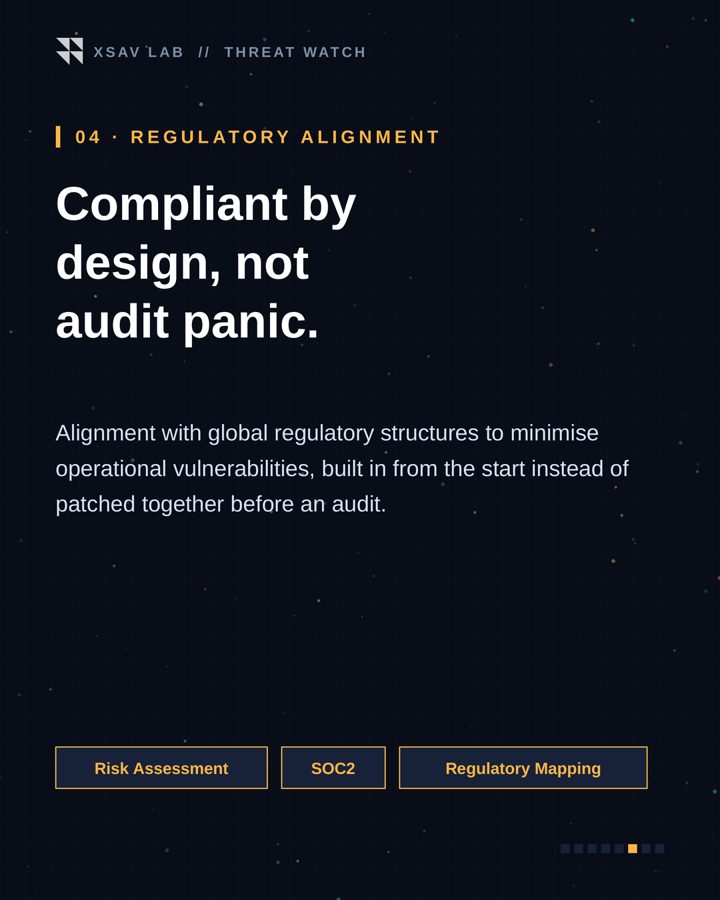 XSAV LAB // THREAT WATCH
04 · REGULATORY ALIGNMENT
Compliant by
design, not
audit panic.
Alignment with global regulatory structures to minimise
operational vulnerabilities, built in from the start instead of
patched together before an audit.
Risk Assessment
SOC2
Regulatory Mapping